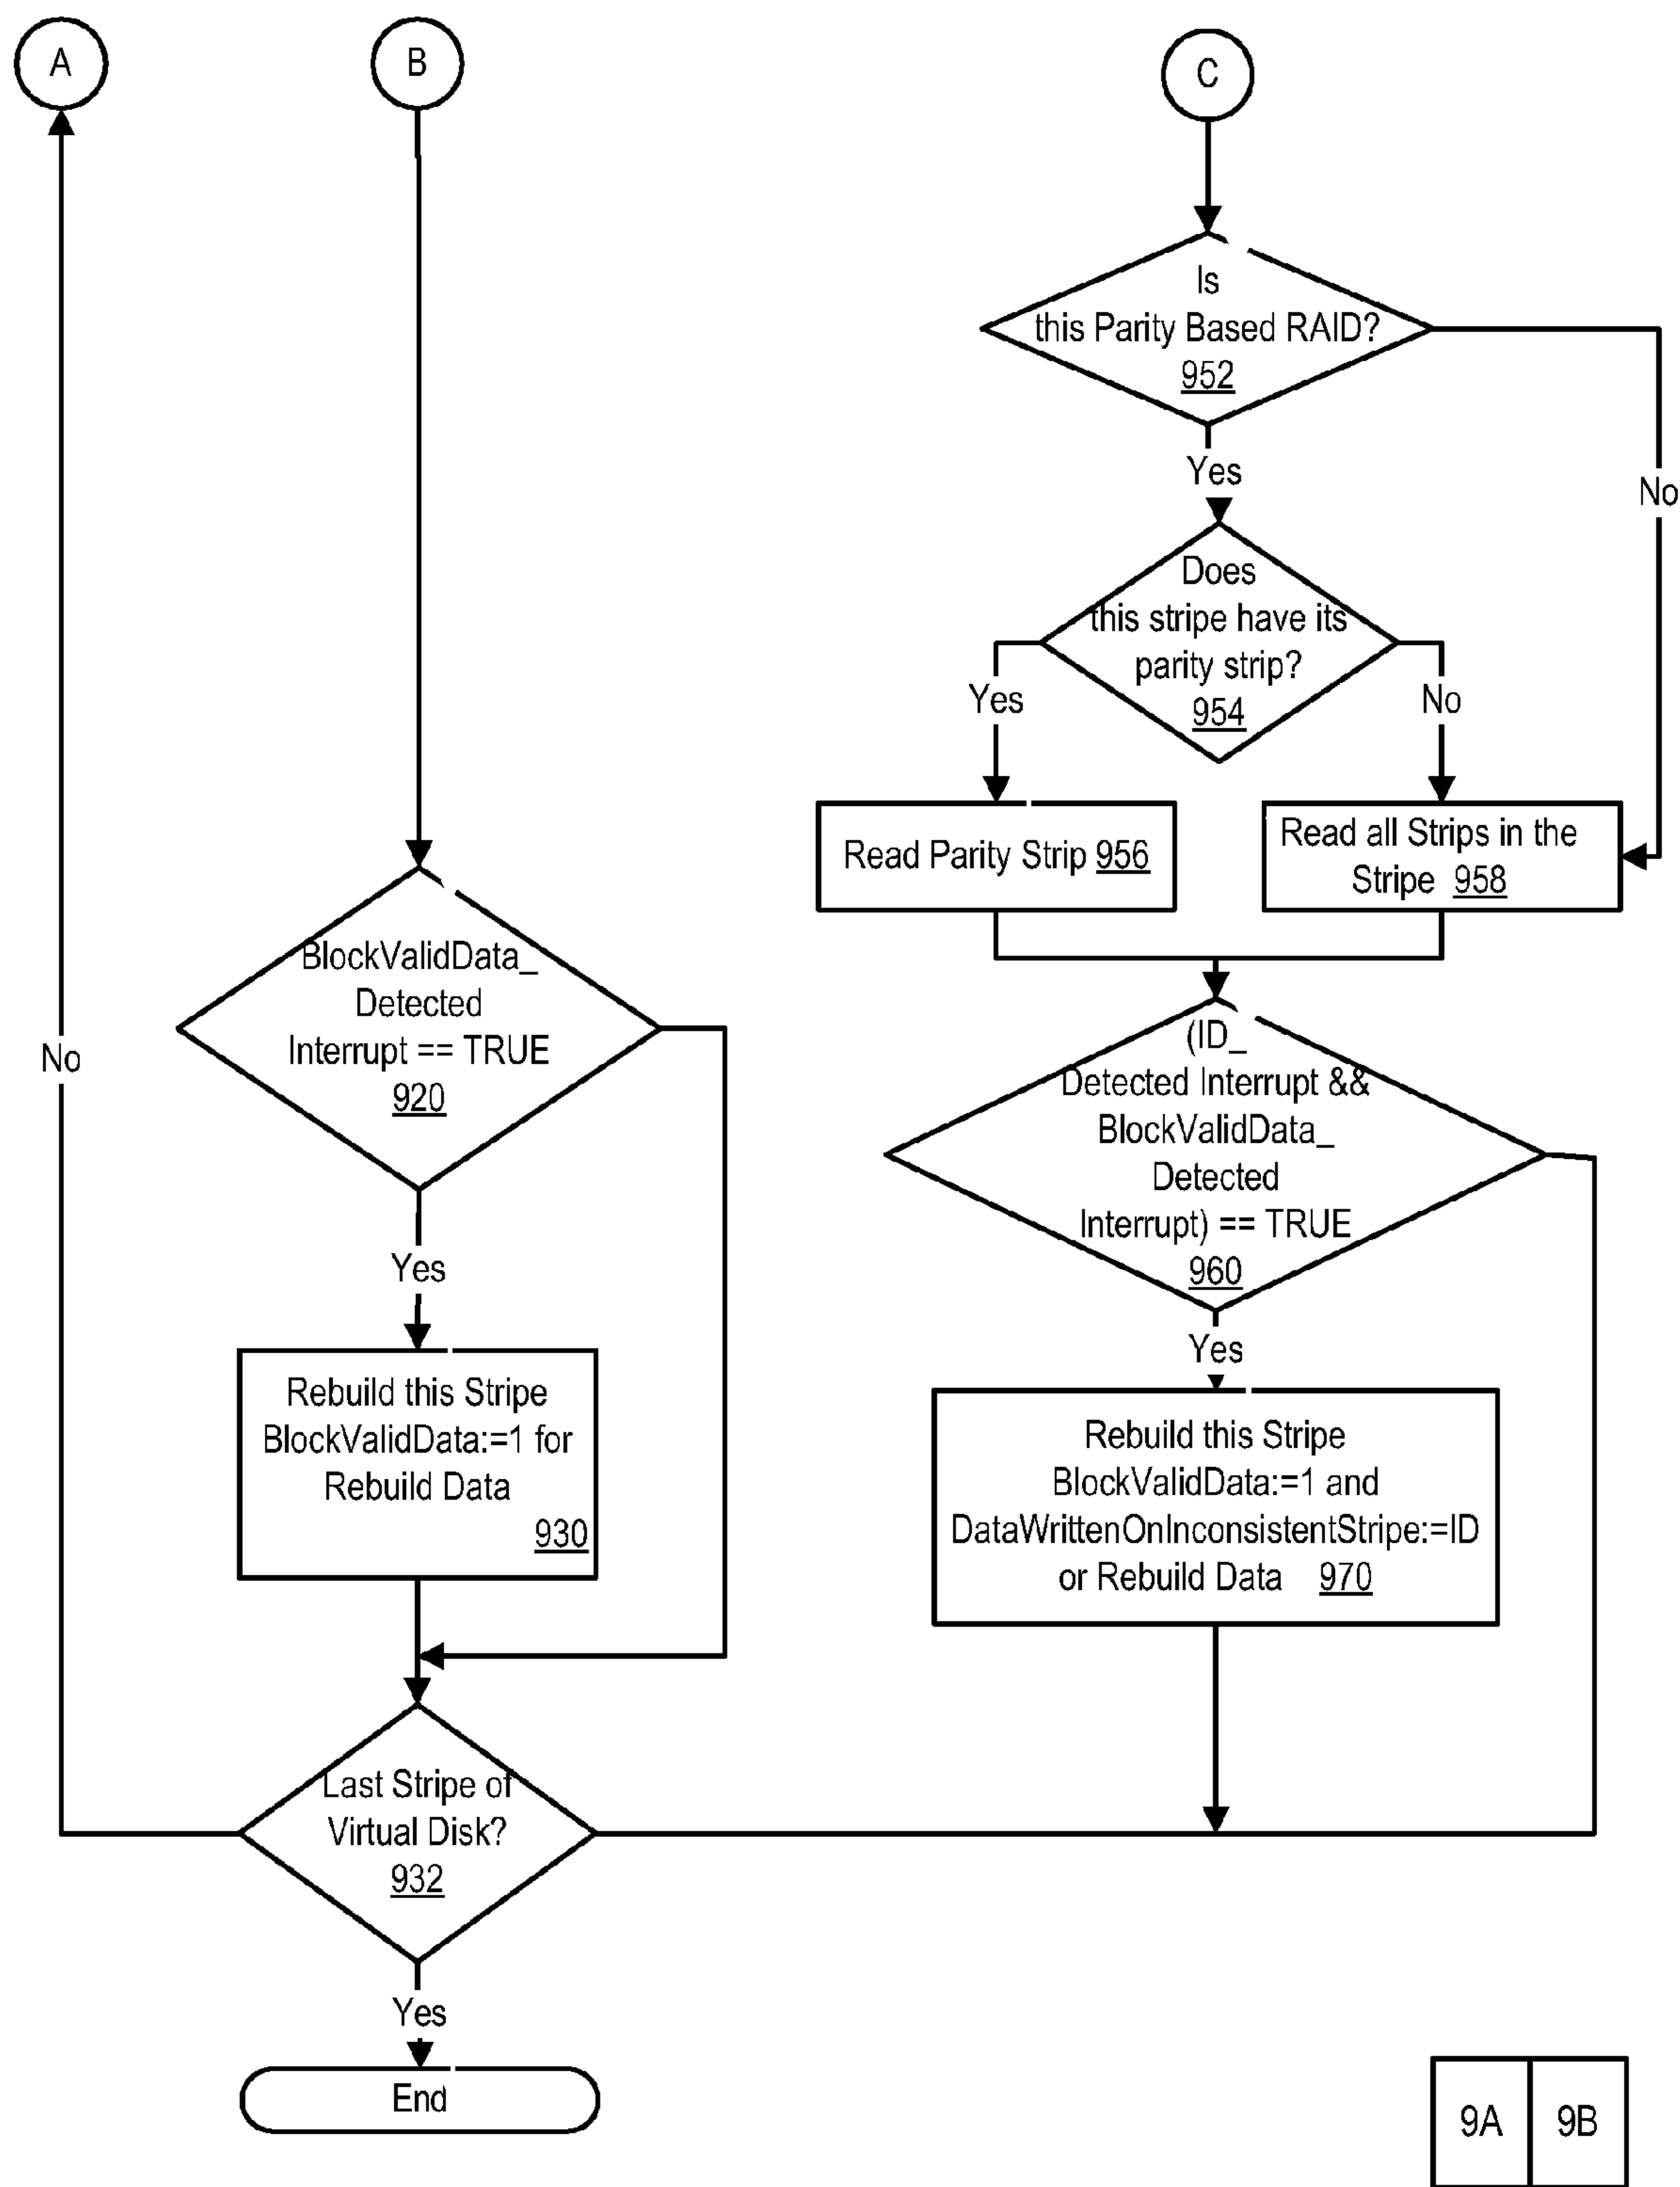 A
B
C
Is
this Parity Based RAID?
952
Yes
No
Does
this stripe have its
parity strip?
954
Yes
No
Read Parity Strip 956
Read all Strips in the
Stripe 958
BlockValidData_
Detected
Interrupt == TRUE
920
No
(ID_
Detected Interrupt &&
BlockValidData_
Detected
Interrupt) == TRUE
960
Yes
Yes
Rebuild this Stripe
BlockValidData:=1 for
Rebuild Data
930
Rebuild this Stripe
BlockValidData:=1 and
DataWrittenOnInconsistentStripe:=ID
or Rebuild Data 970
Last Stripe of
Virtual Disk?
932
Yes
End
9A
9B